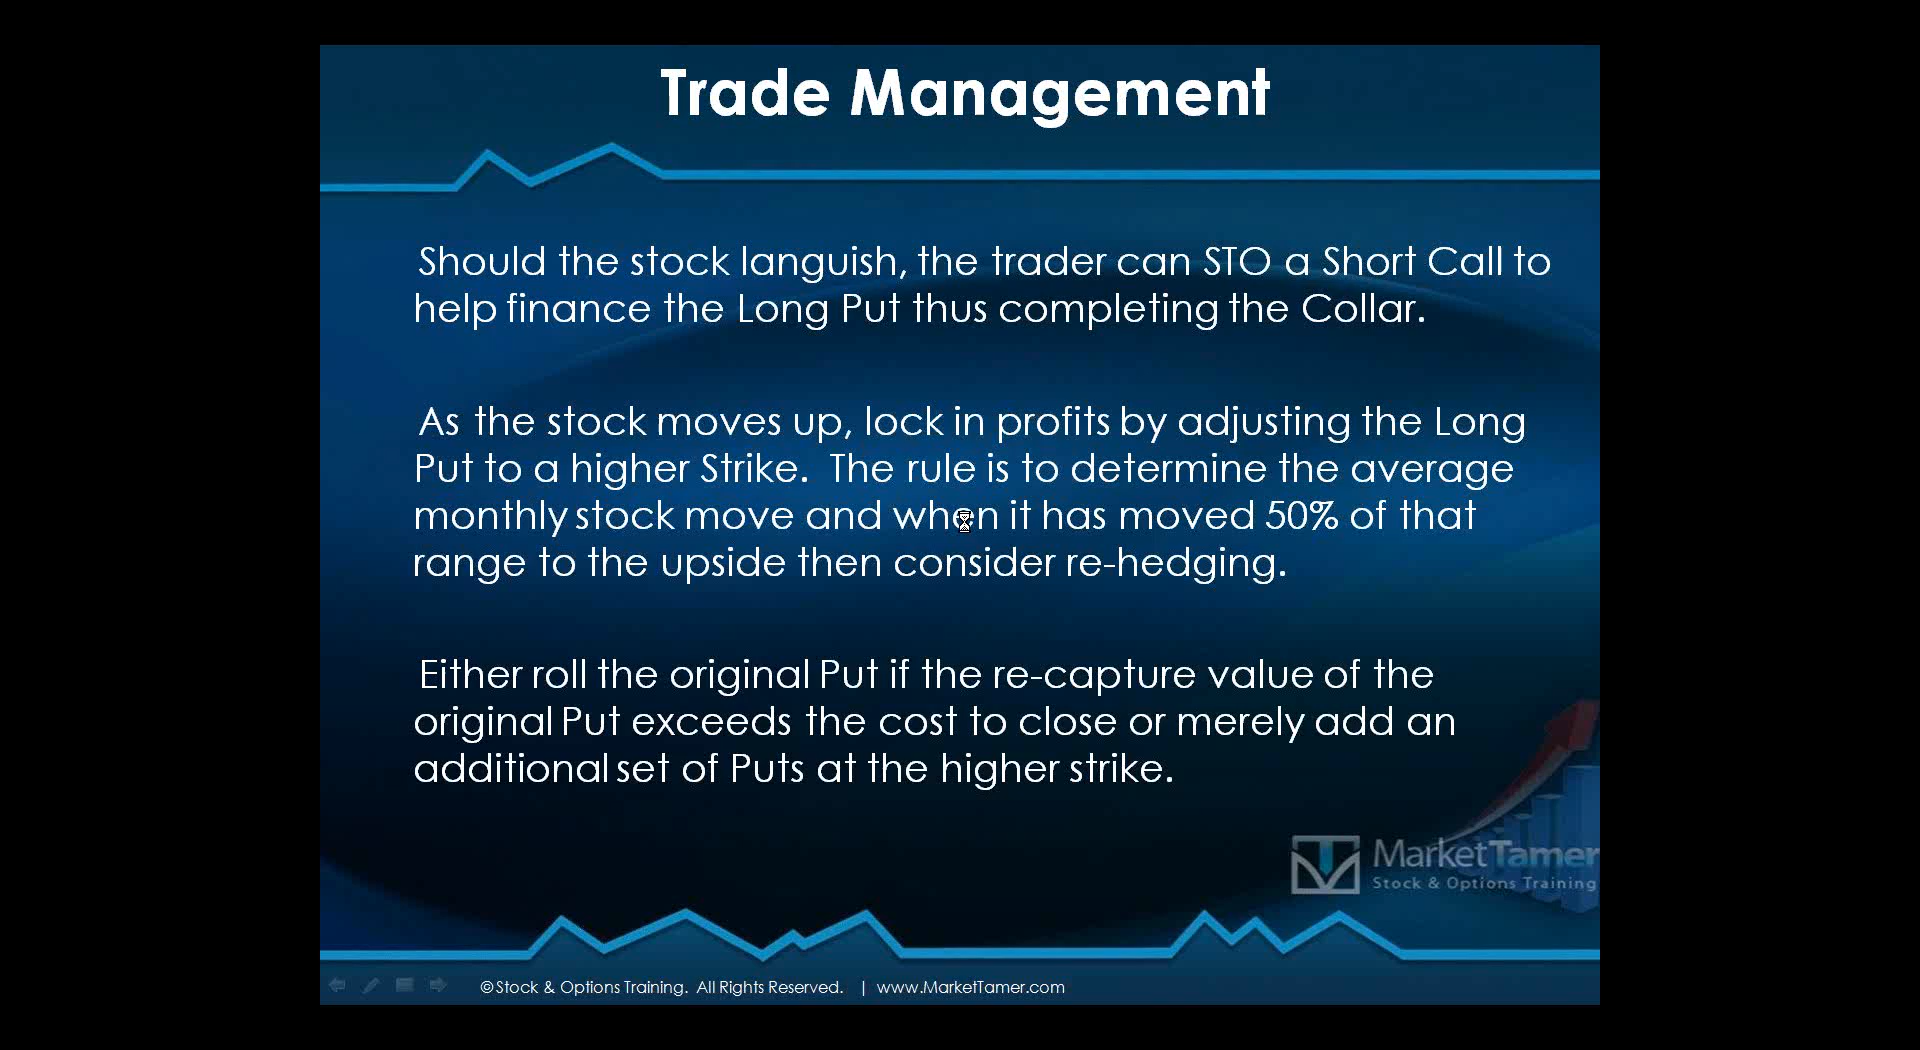 Trade Management
Should the stock languish, the trader can STO a Short Call to
help finance the Long Put thus completing the Collar.
As the stock moves up, lock in profits by adjusting the Long
Put to a higher Strike.  The rule is to determine the average
monthly stock move and when it has moved 50% of that
range to the upside then consider re-hedging.
Either roll the original Put if the re-capture value of the
original Put exceeds the cost to close or merely add an
additional set of Puts at the higher strike.
MarketTamer
Stock & Options Training
©Stock & Options Training.  All Rights Reserved.   | www.MarketTamer.com